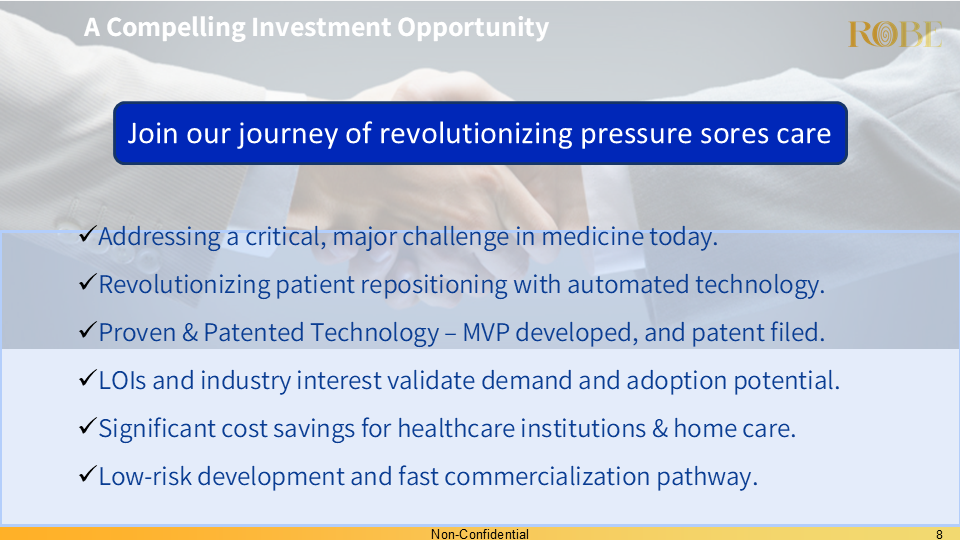 A Compelling Investment Opportunity
ROBE
Join our journey of revolutionizing pressure sores care
✓Addressing a critical, major challenge in medicine today.
✓Revolutionizing patient repositioning with automated technology.
✓Proven & Patented Technology – MVP developed, and patent filed.
✓LOIs and industry interest validate demand and adoption potential.
✓Significant cost savings for healthcare institutions & home care.
✓Low-risk development and fast commercialization pathway.
Non-Confidential
8